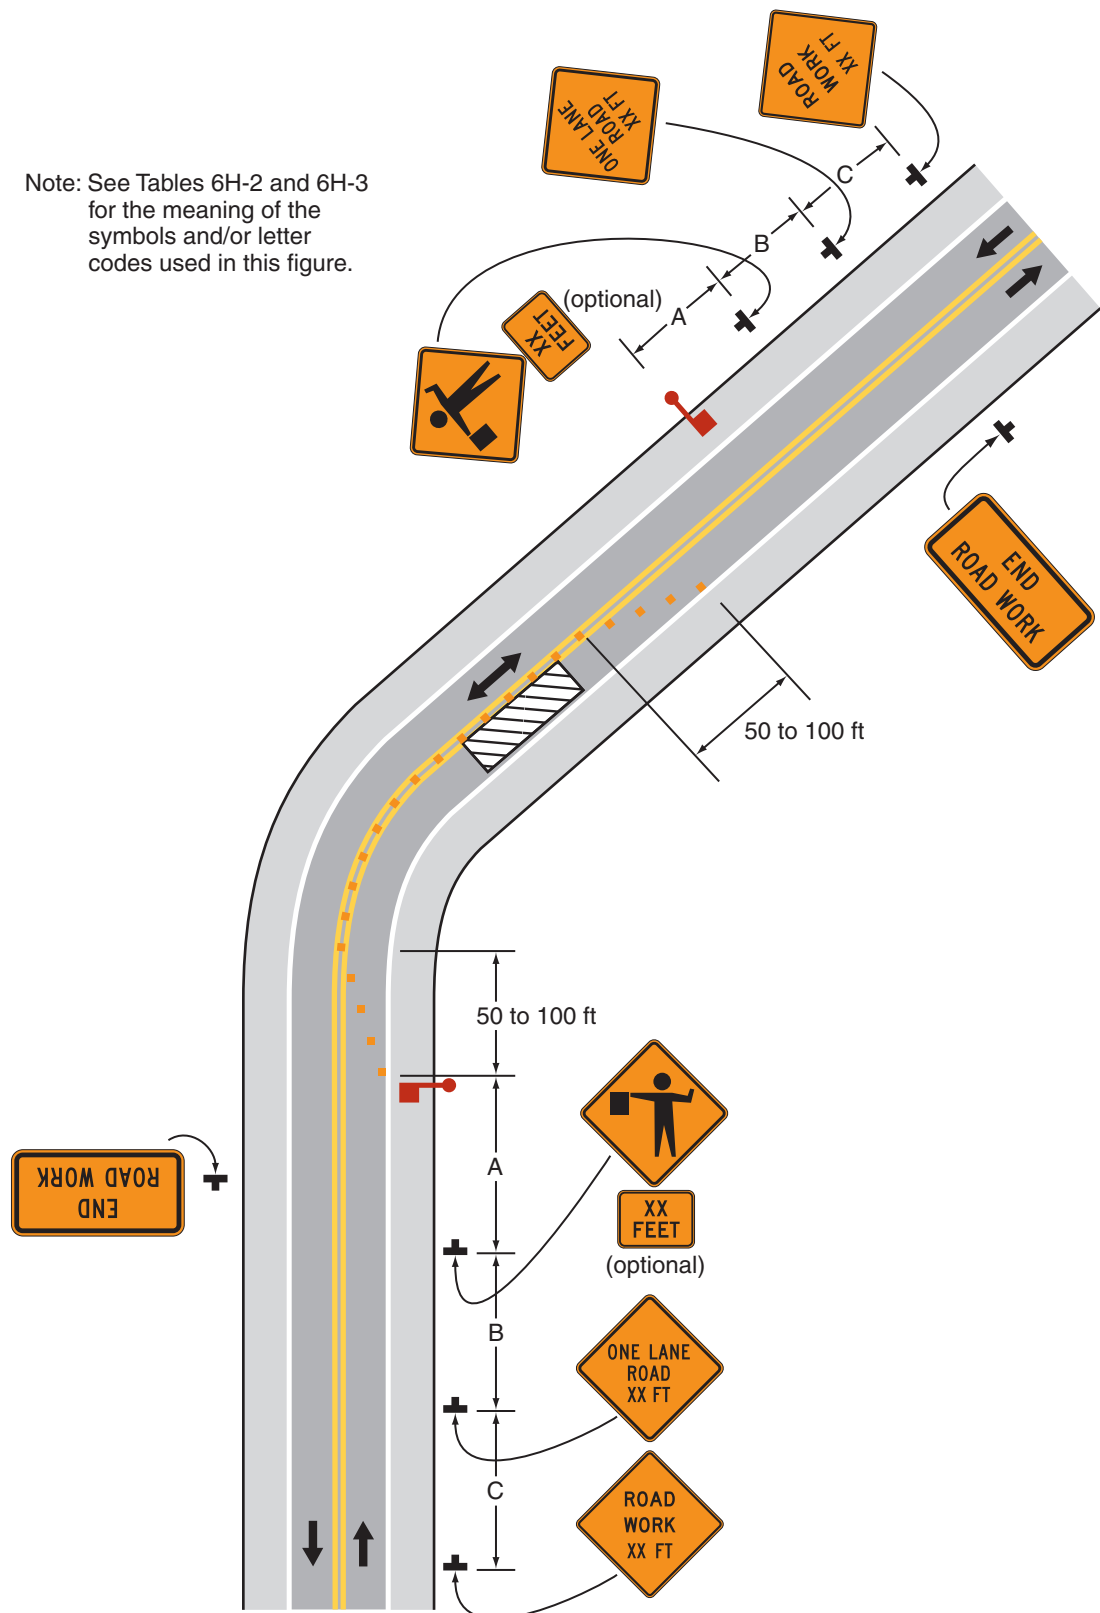 ROAD
WORK
XX FT
ONE LANE
ROAD
XX FT
C
Note: See Tables 6H-2 and 6H-3
for the meaning of the
symbols and/or letter
codes used in this figure.
B
(optional)
XX
FEET
A
END
ROAD WORK
50 to 100 ft
50 to 100 ft
A
END
ROAD WORK
XX
FEET
(optional)
B
ONE LANE
ROAD
XX FT
C
ROAD
WORK
XX FT